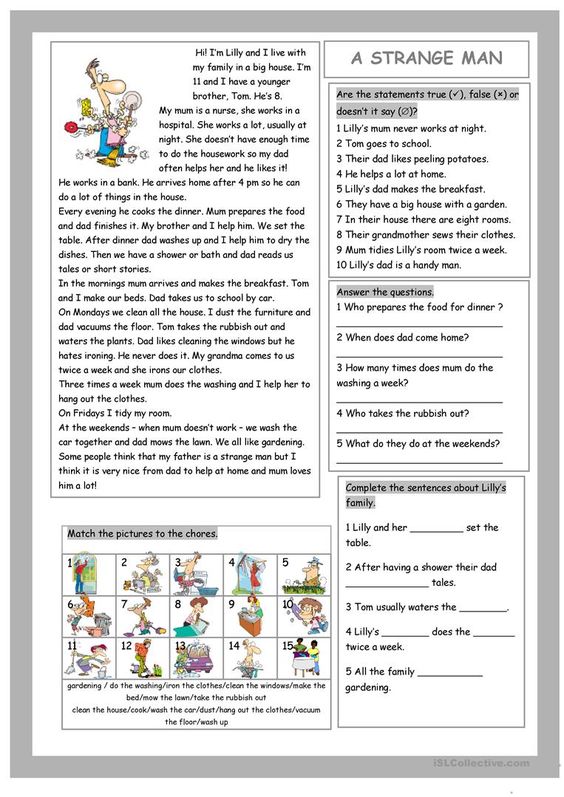 Hi! I'm Lilly and I live with
my family in a big house. I'm
11 and I have a younger
brother, Tom. He's 8.
My mum is a nurse, she works in a
hospital. She works a lot, usually at
night. She doesn't have enough time
to do the housework so my dad
often helps her and he likes it!
He works in a bank. He arrives home after 4 pm so he can
do a lot of things in the house.
Every evening he cooks the dinner. Mum prepares the food
and dad finishes it. My brother and I help him. We set the
table. After dinner dad washes up and I help him to dry the
dishes. Then we have a shower or bath and dad reads us
tales or short stories.
In the mornings mum arrives and makes the breakfast. Tom
and I make our beds. Dad takes us to school by car.
On Mondays we clean all the house. I dust the furniture and
dad vacuums the floor. Tom takes the rubbish out and
waters the plants. Dad likes cleaning the windows but he
hates ironing. He never does it. My grandma comes to us
twice a week and she irons our clothes.
Three times a week mum does the washing and I help her to
hang out the clothes.
On Fridays I tidy my room.
At the weekends – when mum doesn't work – we wash the
car together and dad mows the lawn. We all like gardening.
Some people think that my father is a strange man but I
think it is very nice from dad to help at home and mum loves
him a lot!
A STRANGE MAN
Are the statements true (✓), false (×) or
doesn't it say (∅)?
1 Lilly's mum never works at night.
2 Tom goes to school.
3 Their dad likes peeling potatoes.
4 He helps a lot at home.
5 Lilly's dad makes the breakfast.
6 They have a big house with a garden.
7 In their house there are eight rooms.
8 Their grandmother sews their clothes.
9 Mum tidies Lilly's room twice a week.
10 Lilly's dad is a handy man.
Answer the questions.
1 Who prepares the food for dinner ?
2 When does dad come home?
3 How many times does mum do the
washing a week?
4 Who takes the rubbish out?
5 What do they do at the weekends?
Complete the sentences about Lilly's
family.
1 Lilly and her _________ set the
table.
2 After having a shower their dad
______________ tales.
3 Tom usually waters the ________.
4 Lilly's ________ does the _______
twice a week.
5 All the family ___________
gardening.
Match the pictures to the chores.
1 2 3 4 5
6 7 8 9 10
11 12 13 14 15
gardening / do the washing/iron the clothes/clean the windows/make the
bed/mow the lawn/take the rubbish out
clean the house/cook/wash the car/dust/hang out the clothes/vacuum
the floor/wash up
iSLCollective.com